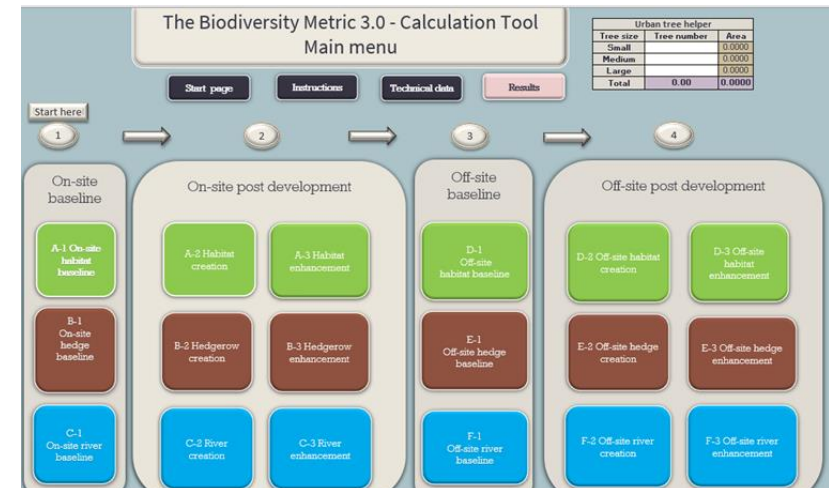 The Biodiversity Metric 3.0 - Calculation Tool
Main menu
Urban tree helper
Tree size Tree number Area
Small 0.0000
Medium 0.0000
Large 0.0000
Total 0.00 0.0000
Start page
Instructions
Technical data
Results
Start here!
1
2
3
4
On-site
baseline
On-site post development
Off-site
baseline
Off-site post development
A-1 On-site
habitat
baseline
A-2 Habitat
creation
A-3 Habitat
enhancement
D-1
Off-site
habitat baseline
D-2 Off-site habitat
creation
D-3 Off-site
habitat
enhancement
B-1
On-site
hedge
baseline
B-2 Hedgerow
creation
B-3 Hedgerow
enhancement
E-1
Off-site hedge
baseline
E-2 Off-site hedge
creation
E-3 Off-site hedge
enhancement
C-1
On-site river
baseline
C-2 River
creation
C-3 River
enhancement
F-1
Off-site river
baseline
F-2 Off-site river
creation
F-3 Off-site river
enhancement